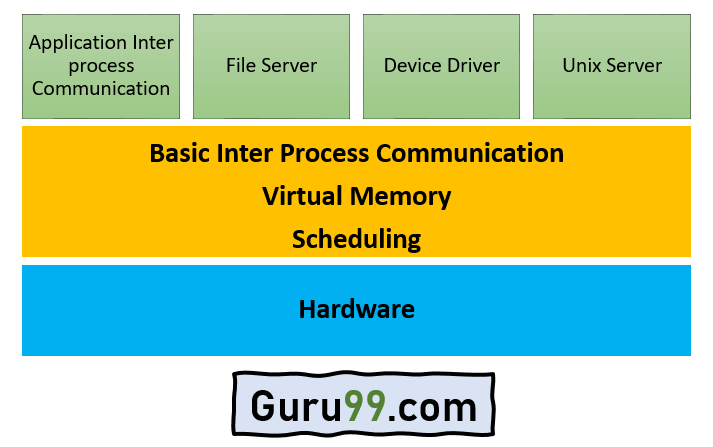 Application Inter
process
Communication
File Server
Device Driver
Unix Server
Basic Inter Process Communication
Virtual Memory
Scheduling
Hardware
Guru99.com